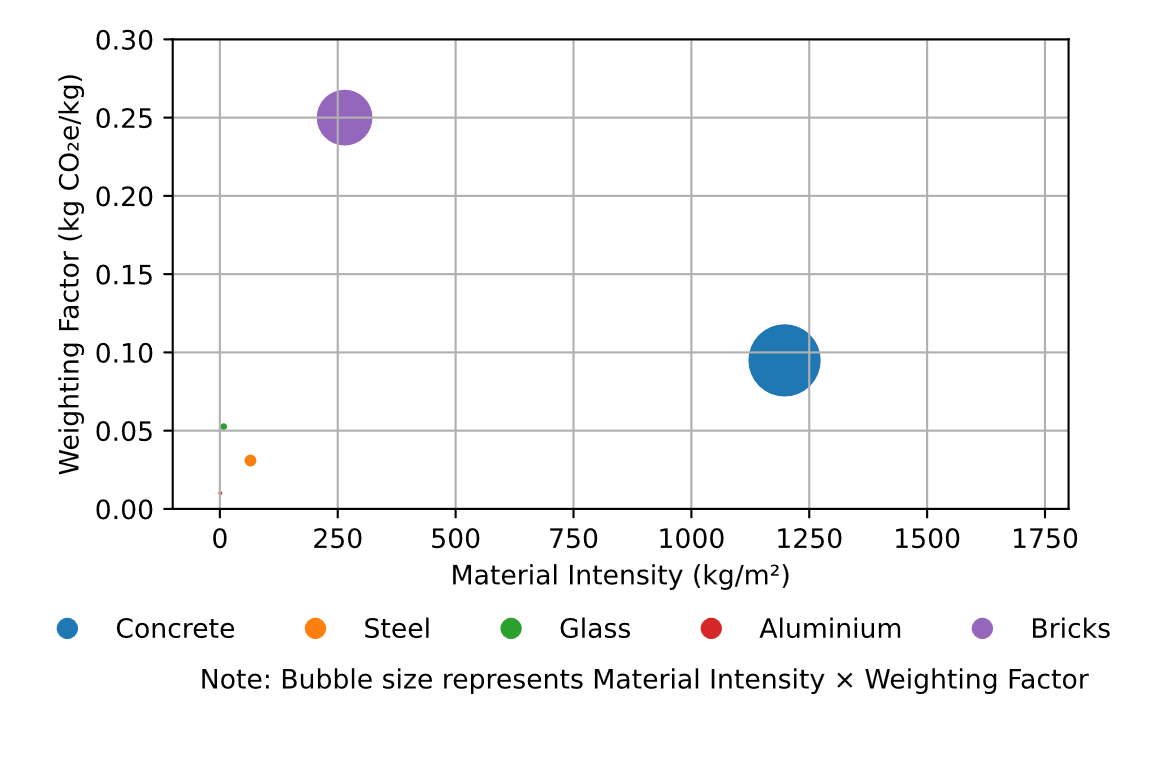 0.30
0.25
0.20
0.15
0.10
0.05
0.00
Weighting Factor (kg CO₂e/kg)
0 250 500 750 1000 1250 1500 1750
Material Intensity (kg/m²)
Concrete Steel Glass Aluminium Bricks
Note: Bubble size represents Material Intensity × Weighting Factor